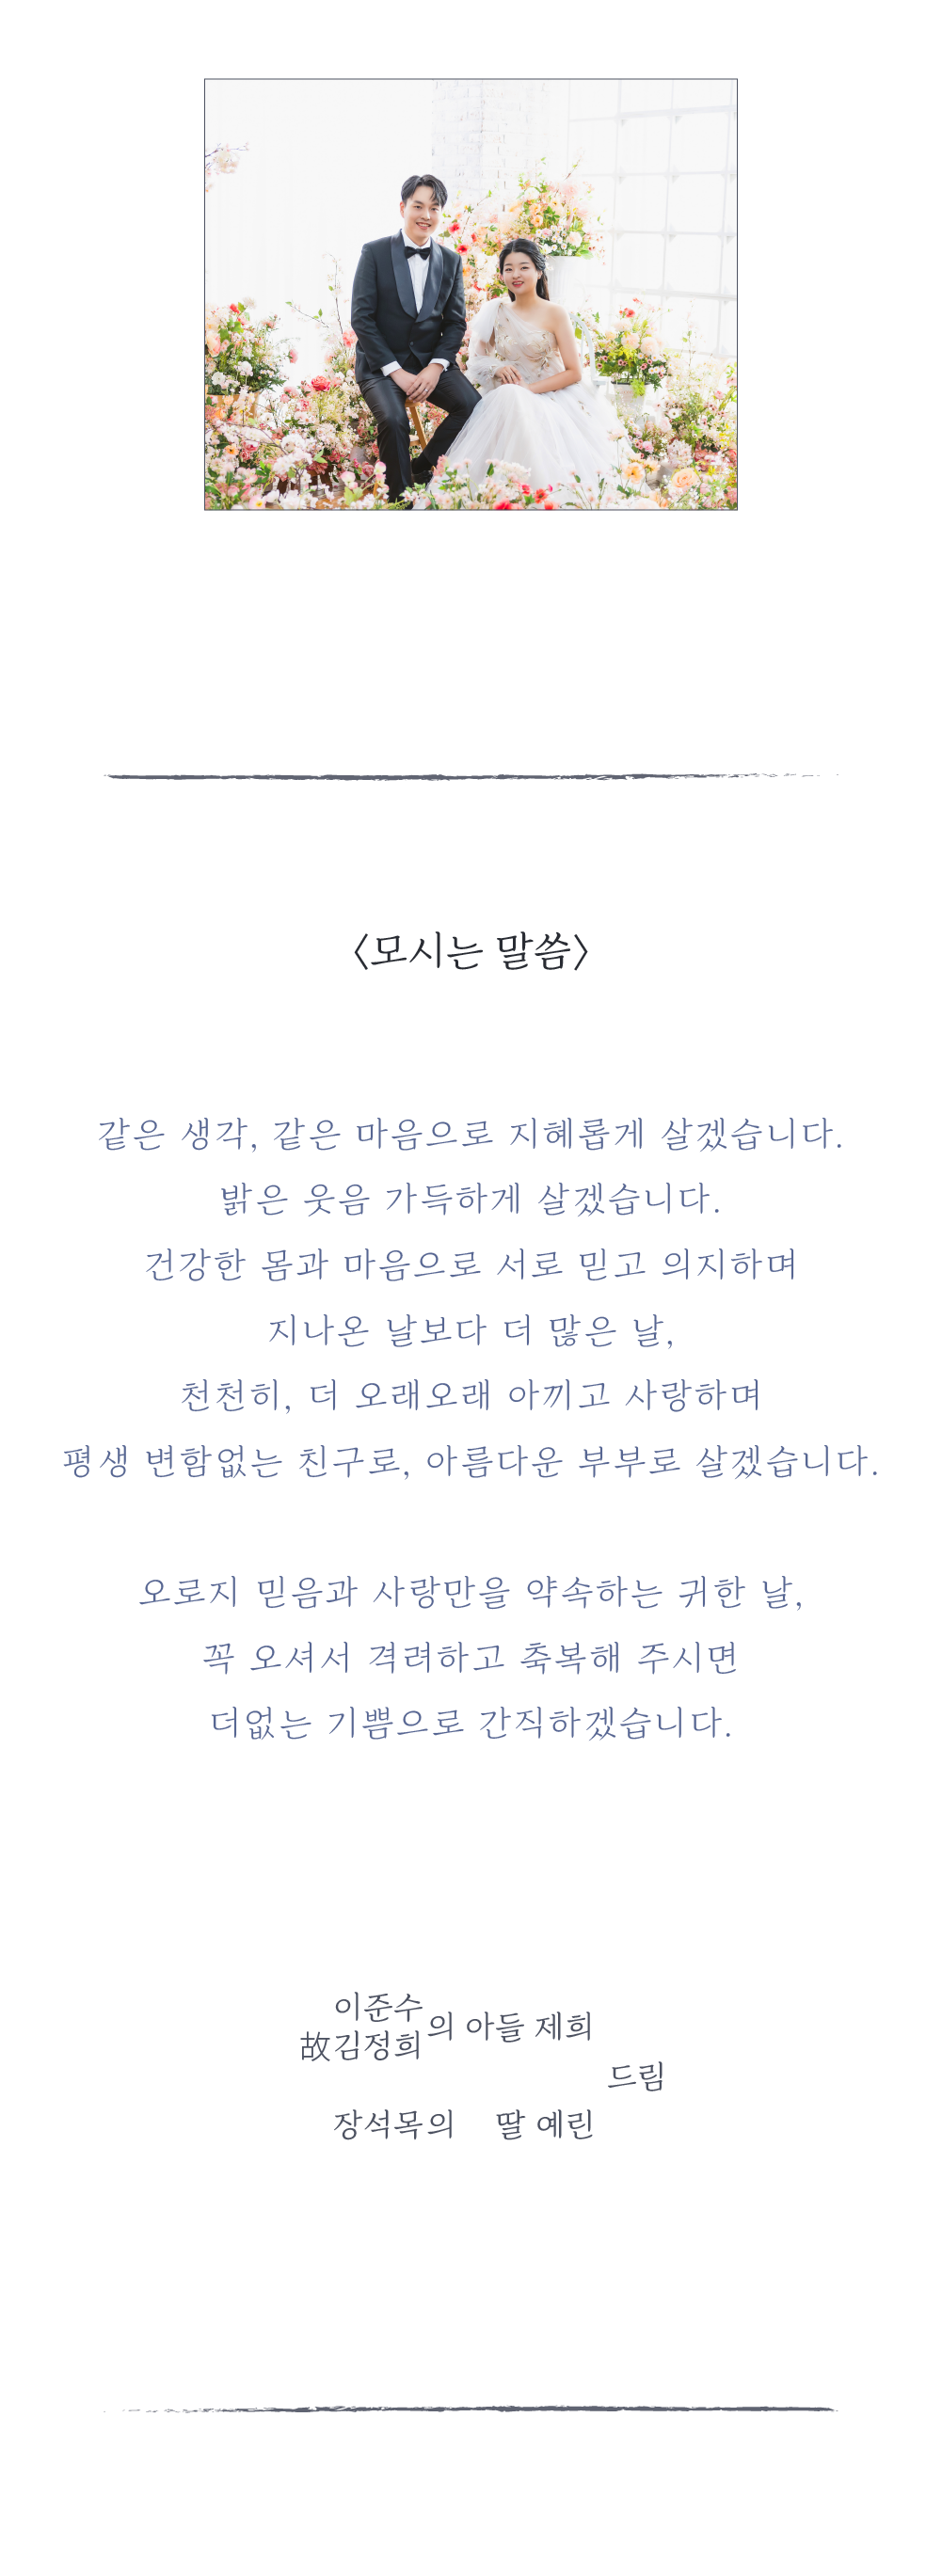 <모시는 말씀>
같은 생각, 같은 마음으로 지혜롭게 살겠습니다.
밝은 웃음 가득하게 살겠습니다.
건강한 몸과 마음으로 서로 믿고 의지하며
지나온 날보다 더 많은 날,
천천히, 더 오래오래 아끼고 사랑하며
평생 변함없는 친구로, 아름다운 부부로 살겠습니다.
오로지 믿음과 사랑만을 약속하는 귀한 날,
꼭 오셔서 격려하고 축복해 주시면
더없는 기쁨으로 간직하겠습니다.
이준수
故김정희
의 아들 제희
장석목의 딸 예린
드림